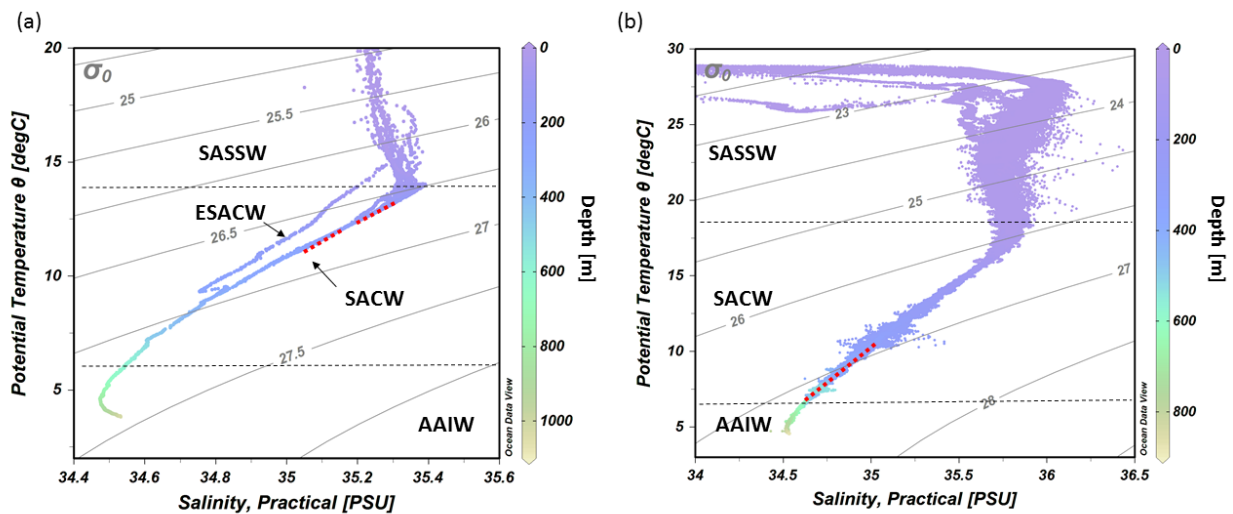 (a)
20
15
10
5
34.4
34.6
34.8
35
35.2
35.4
35.6
Potential Temperature θ [degC]
Salinity, Practical [PSU]
σ0
25
25.5
26
26.5
27
27.5
SASSW
ESACW
SACW
AAIW
Ocean Data View
0
200
400
600
800
1000
Depth [m]
(b)
30
25
20
15
10
5
34
34.5
35
35.5
36
36.5
Potential Temperature θ [degC]
Salinity, Practical [PSU]
σ0
23
24
25
26
27
28
SASSW
SACW
AAIW
Ocean Data View
0
200
400
600
800
Depth [m]